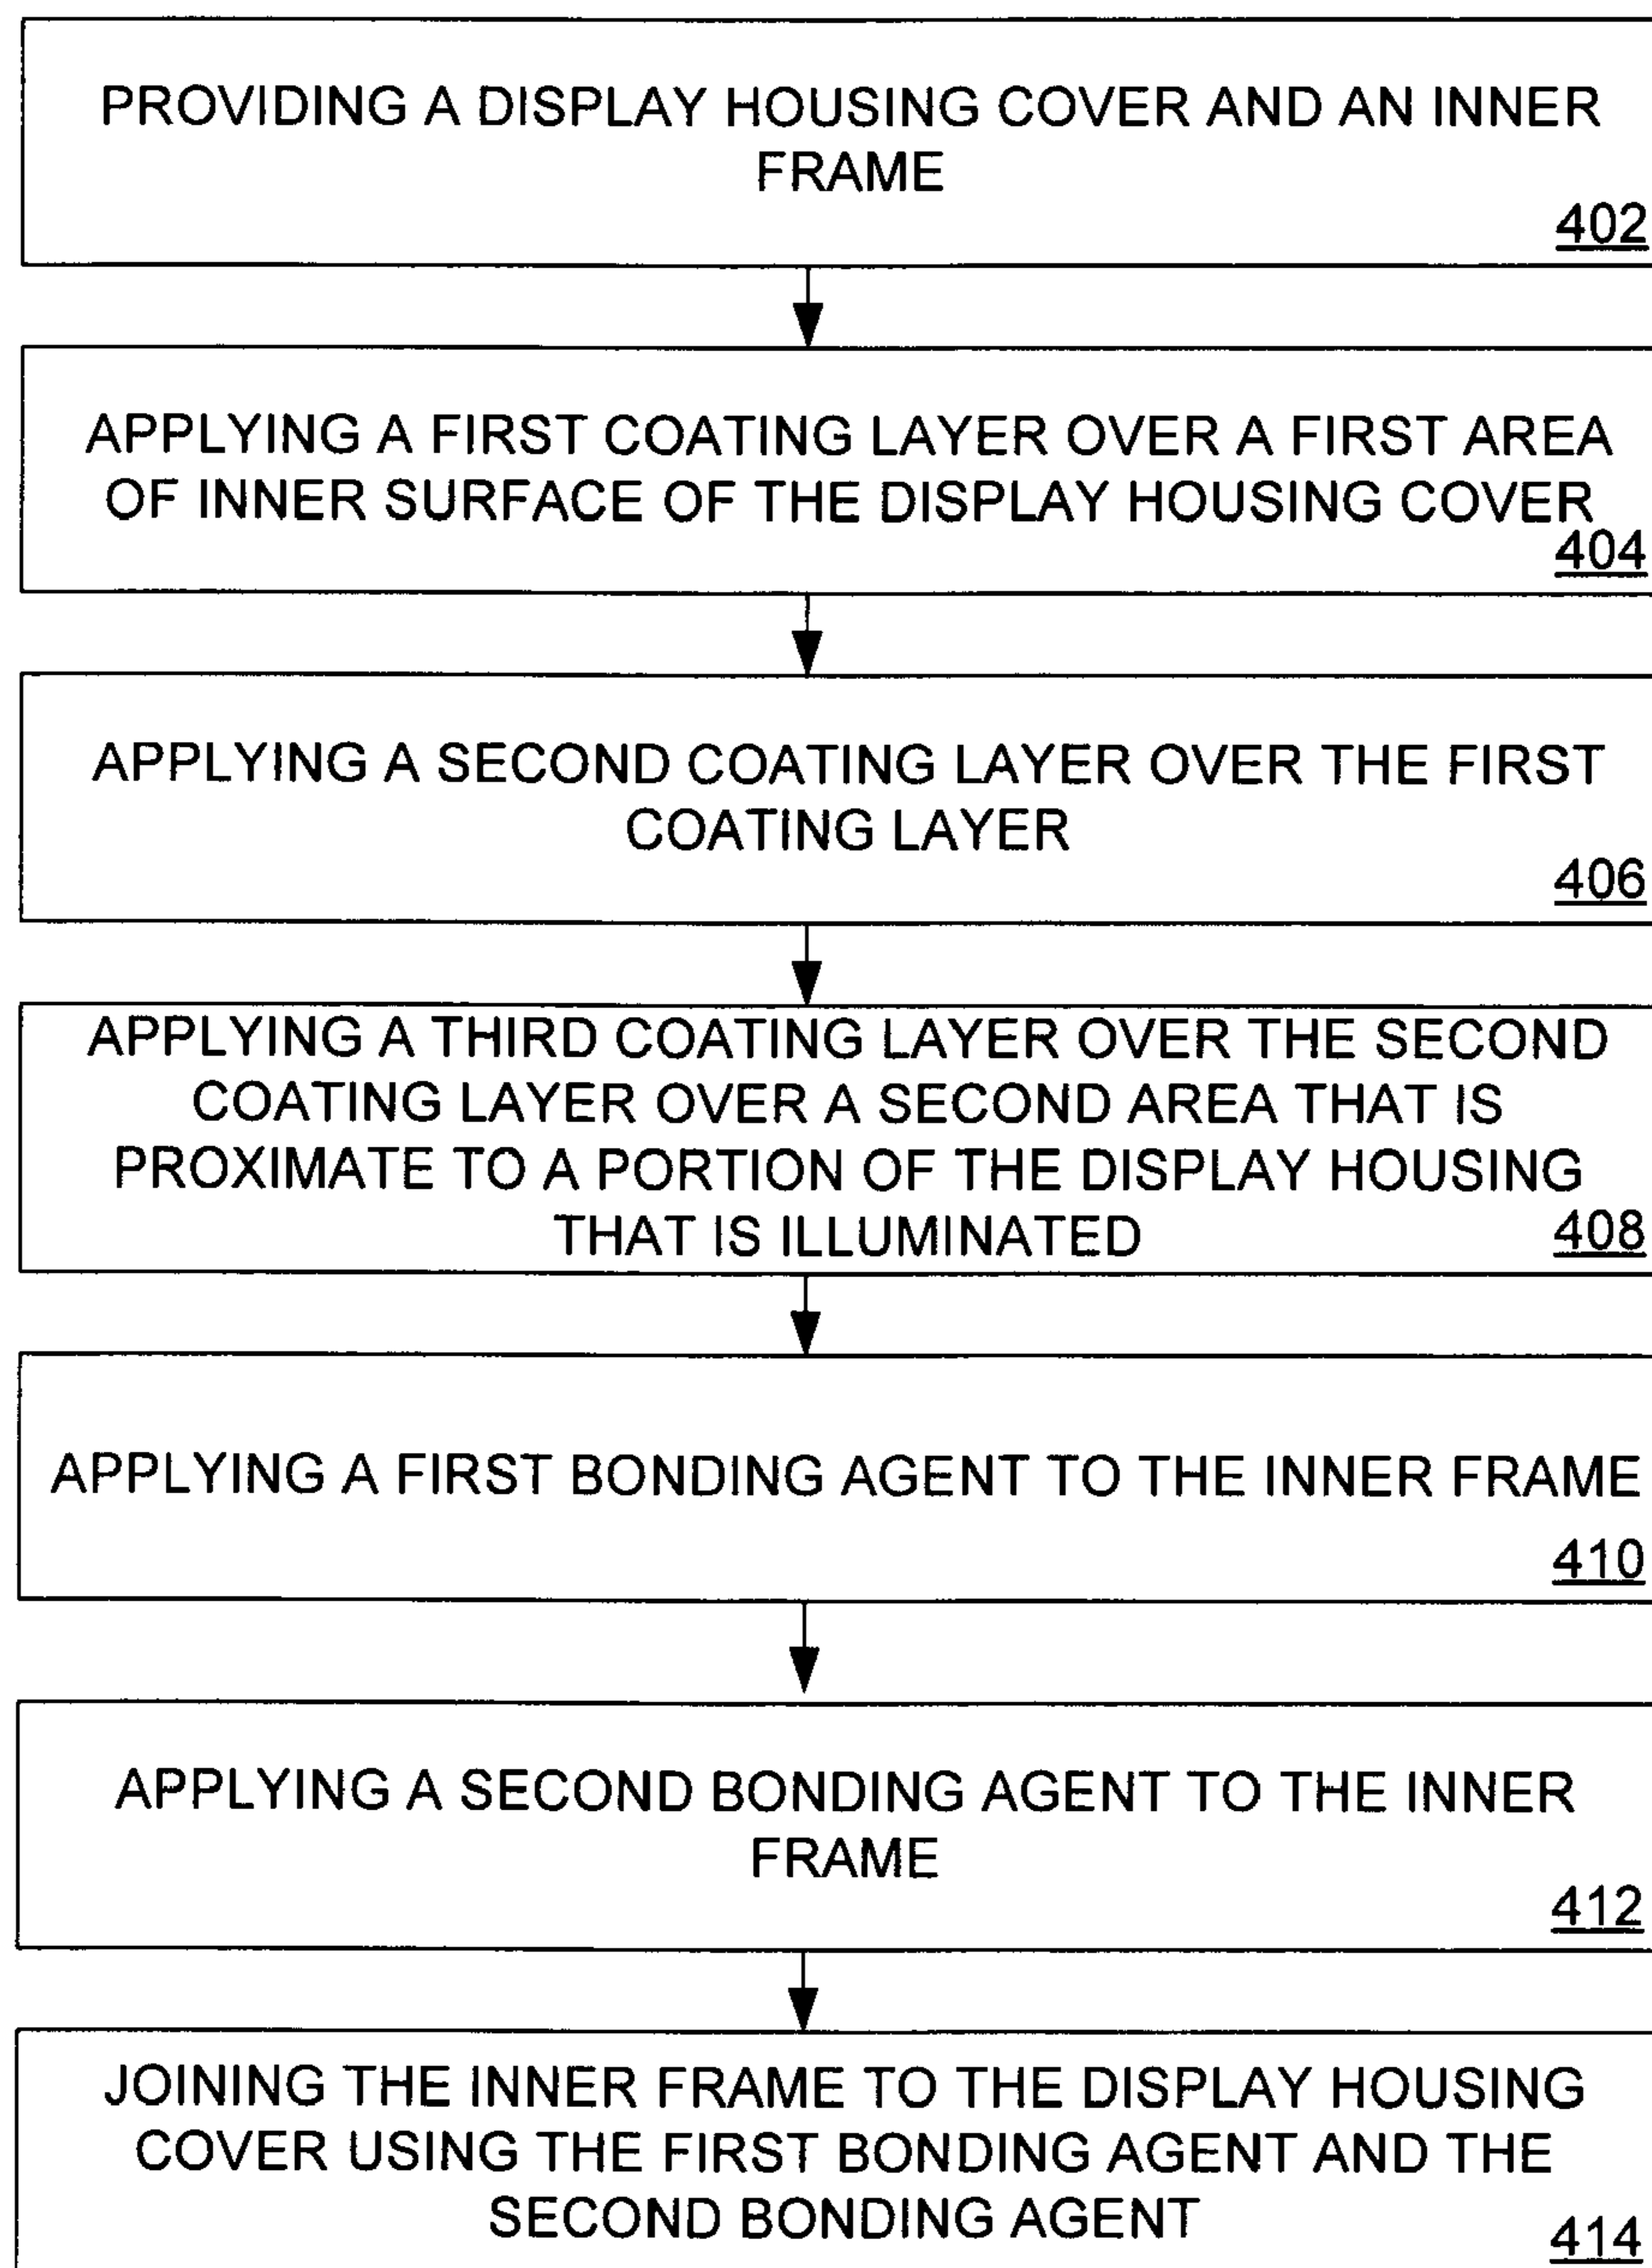 PROVIDING A DISPLAY HOUSING COVER AND AN INNER
FRAME
402
APPLYING A FIRST COATING LAYER OVER A FIRST AREA
OF INNER SURFACE OF THE DISPLAY HOUSING COVER
404
APPLYING A SECOND COATING LAYER OVER THE FIRST
COATING LAYER
406
APPLYING A THIRD COATING LAYER OVER THE SECOND
COATING LAYER OVER A SECOND AREA THAT IS
PROXIMATE TO A PORTION OF THE DISPLAY HOUSING
THAT IS ILLUMINATED
408
APPLYING A FIRST BONDING AGENT TO THE INNER FRAME
410
APPLYING A SECOND BONDING AGENT TO THE INNER
FRAME
412
JOINING THE INNER FRAME TO THE DISPLAY HOUSING
COVER USING THE FIRST BONDING AGENT AND THE
SECOND BONDING AGENT
414